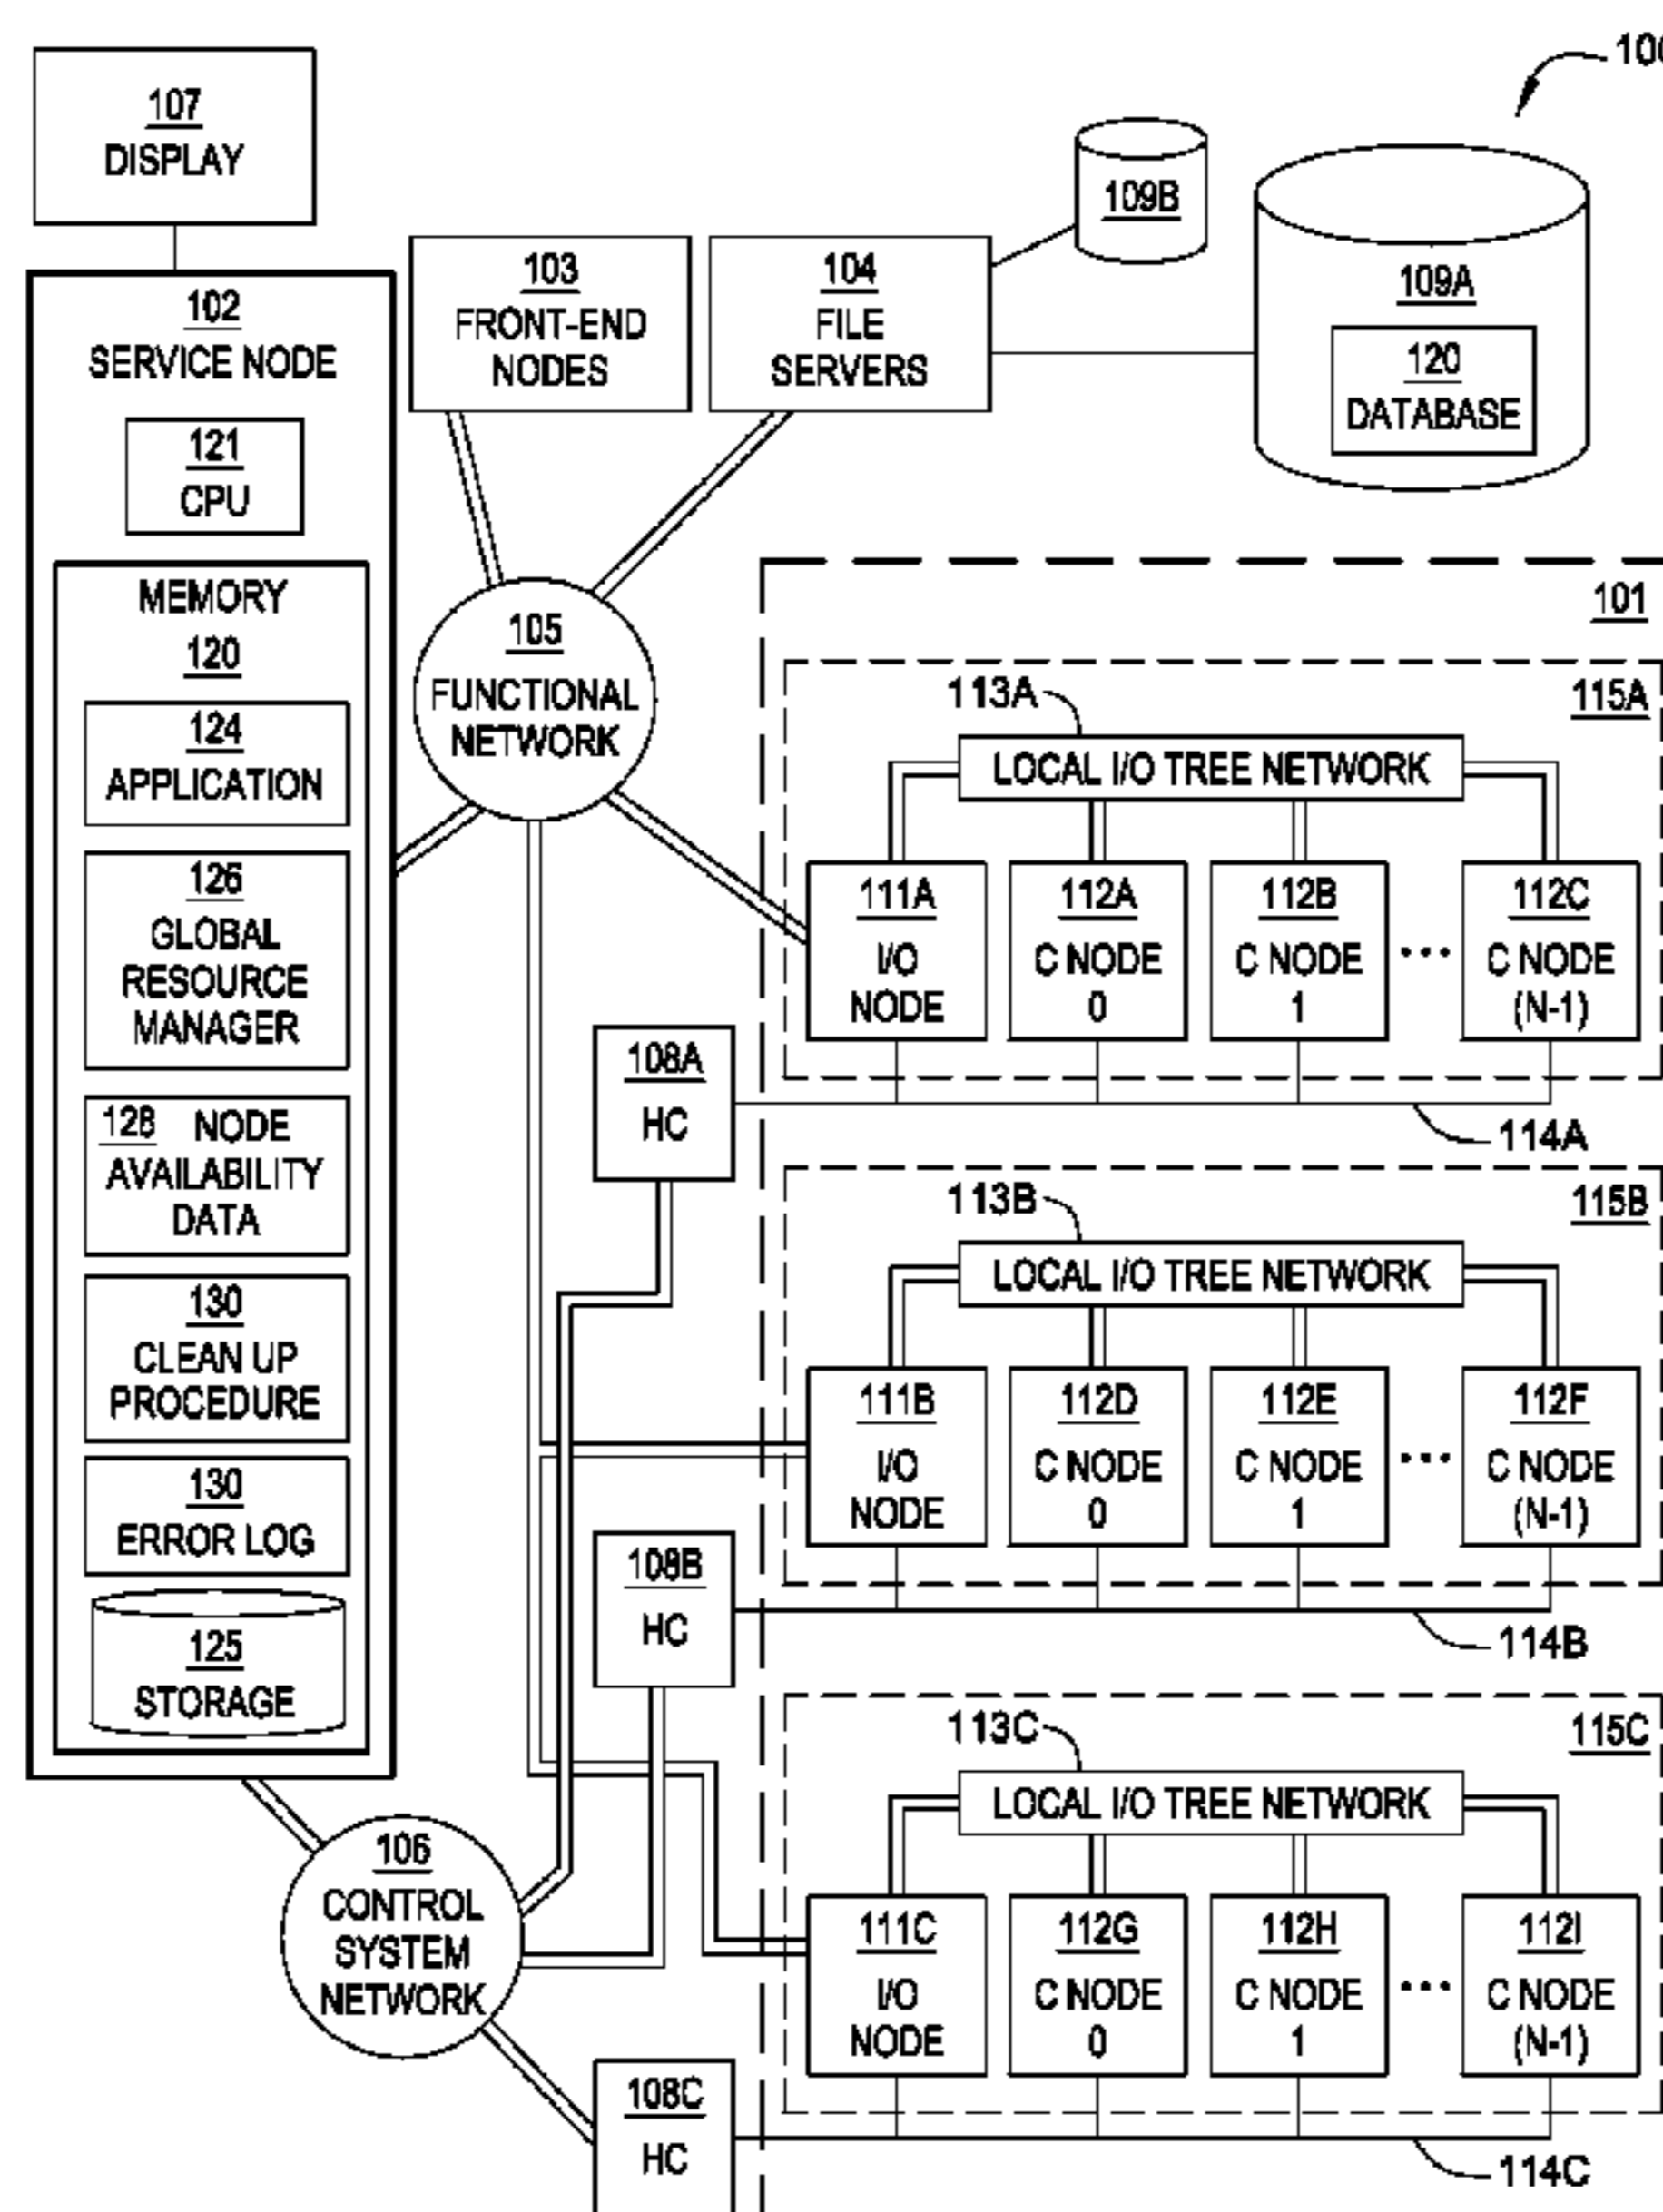 100
107
DISPLAY
109B
109A
120
DATABASE
102
SERVICE NODE
121
CPU
MEMORY
120
124
APPLICATION
126
GLOBAL
RESOURCE
MANAGER
128 NODE
AVAILABILITY
DATA
130
CLEAN UP
PROCEDURE
130
ERROR LOG
125
STORAGE
103
FRONT-END
NODES
104
FILE
SERVERS
105
FUNCTIONAL
NETWORK
106
CONTROL
SYSTEM
NETWORK
108A
HC
108B
HC
108C
HC
101
115A
113A
LOCAL I/O TREE NETWORK
111A
I/O
NODE
112A
C NODE
0
112B
C NODE
1
...
112C
C NODE
(N-1)
114A
115B
113B
LOCAL I/O TREE NETWORK
111B
I/O
NODE
112D
C NODE
0
112E
C NODE
1
...
112F
C NODE
(N-1)
114B
115C
113C
LOCAL I/O TREE NETWORK
111C
I/O
NODE
112G
C NODE
0
112H
C NODE
1
...
112I
C NODE
(N-1)
114C